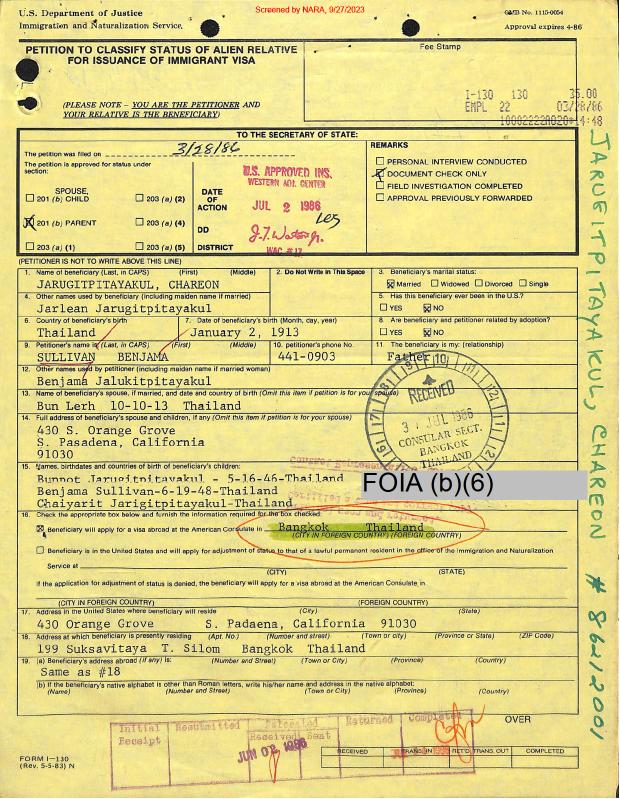 Screened by NARA, 9/27/2023
U.S. Department of Justice
Immigration and Naturalization Service,
OMB No. 1115-0054
Approval expires 4-86
PETITION TO CLASSIFY STATUS OF ALIEN RELATIVE
FOR ISSUANCE OF IMMIGRANT VISA
Fee Stamp
(PLEASE NOTE – YOU ARE THE PETITIONER AND
YOUR RELATIVE IS THE BENEFICIARY)
I-130 130 35.00
EMPL 22 03/28/86
10002222A020* 14:48
TO THE SECRETARY OF STATE:
The petition was filed on 3/28/86
The petition is approved for status under
section:
SPOUSE,
201 (b) CHILD
203 (a) (2)
201 (b) PARENT
203 (a) (4)
203 (a) (1)
203 (a) (5)
DATE
OF
ACTION
DD
DISTRICT
U.S. APPROVED INS.
WESTERN ADJ. CENTER
JUL 2 1986
WAC #17
REMARKS
PERSONAL INTERVIEW CONDUCTED
DOCUMENT CHECK ONLY
FIELD INVESTIGATION COMPLETED
APPROVAL PREVIOUSLY FORWARDED
(PETITIONER IS NOT TO WRITE ABOVE THIS LINE)
1. Name of beneficiary (Last, in CAPS) (First) (Middle)
JARUGITPITAYAKUL, CHAREON
2. Do Not Write in This Space
3. Beneficiary's marital status:
Married Widowed Divorced Single
4. Other names used by beneficiary (including maiden name if married)
Jarlean Jarugitpitayakul
5. Has this beneficiary ever been in the U.S.?
YES NO
6. Country of beneficiary's birth
Thailand
7. Date of beneficiary's birth (Month, day, year)
January 2, 1913
8. Are beneficiary and petitioner related by adoption?
YES NO
9. Petitioner's name is (Last, in CAPS) (First) (Middle)
SULLIVAN BENJAMA
10. petitioner's phone No.
441-0903
11. The beneficiary is my: (relationship)
Father
12. Other names used by petitioner (including maiden name if married woman)
Benjama Jalukitpitayakul
13. Name of beneficiary's spouse, if married, and date and country of birth (Omit this item if petition is for your spouse)
Bun Lerh 10-10-13 Thailand
14. Full address of beneficiary's spouse and children, if any (Omit this item if petition is for your spouse)
430 S. Orange Grove
S. Pasadena, California
91030
RECEIVED
31 JUL 1986
CONSULAR SECT.
BANGKOK
THAILAND
15. Names, birthdates and countries of birth of beneficiary's children:
Bunnot Jarugitpitayakul - 5-16-46-Thailand
Benjama Sullivan-6-19-48-Thailand
Chaiyarit Jarigitpitayakul-Thailand
FOIA (b)(6)
16. Check the appropriate box below and furnish the information required for the box checked:
Beneficiary will apply for a visa abroad at the American Consulate in Bangkok Thailand
(CITY IN FOREIGN COUNTRY) (FOREIGN COUNTRY)
Beneficiary is in the United States and will apply for adjustment of status to that of a lawful permanent resident in the office of the Immigration and Naturalization
Service at
(CITY) (STATE)
If the application for adjustment of status is denied, the beneficiary will apply for a visa abroad at the American Consulate in
(CITY IN FOREIGN COUNTRY) (FOREIGN COUNTRY)
17. Address in the United States where beneficiary will reside (City) (State)
430 Orange Grove S. Padaena, California 91030
18. Address at which beneficiary is presently residing (Apt. No.) (Number and street) (Town or city) (Province or State) (ZIP Code)
199 Suksavitaya T. Silom Bangkok Thailand
19. (a) Beneficiary's address abroad (if any) is: (Number and Street) (Town or City) (Province) (Country)
Same as #18
(b) If the beneficiary's native alphabet is other than Roman letters, write his/her name and address in the native alphabet:
(Name) (Number and Street) (Town or City) (Province) (Country)
OVER
Initial Receipt
Resubmitted
Relocated
Received Sent
Returned
Completed
JUN 02 1986
RECEIVED
TRANS. IN
RET'D. TRANS. OUT
COMPLETED
FORM I–130
(Rev. 5-5-83) N
JARUGITPITAYAKUL, CHAREON # 86212001